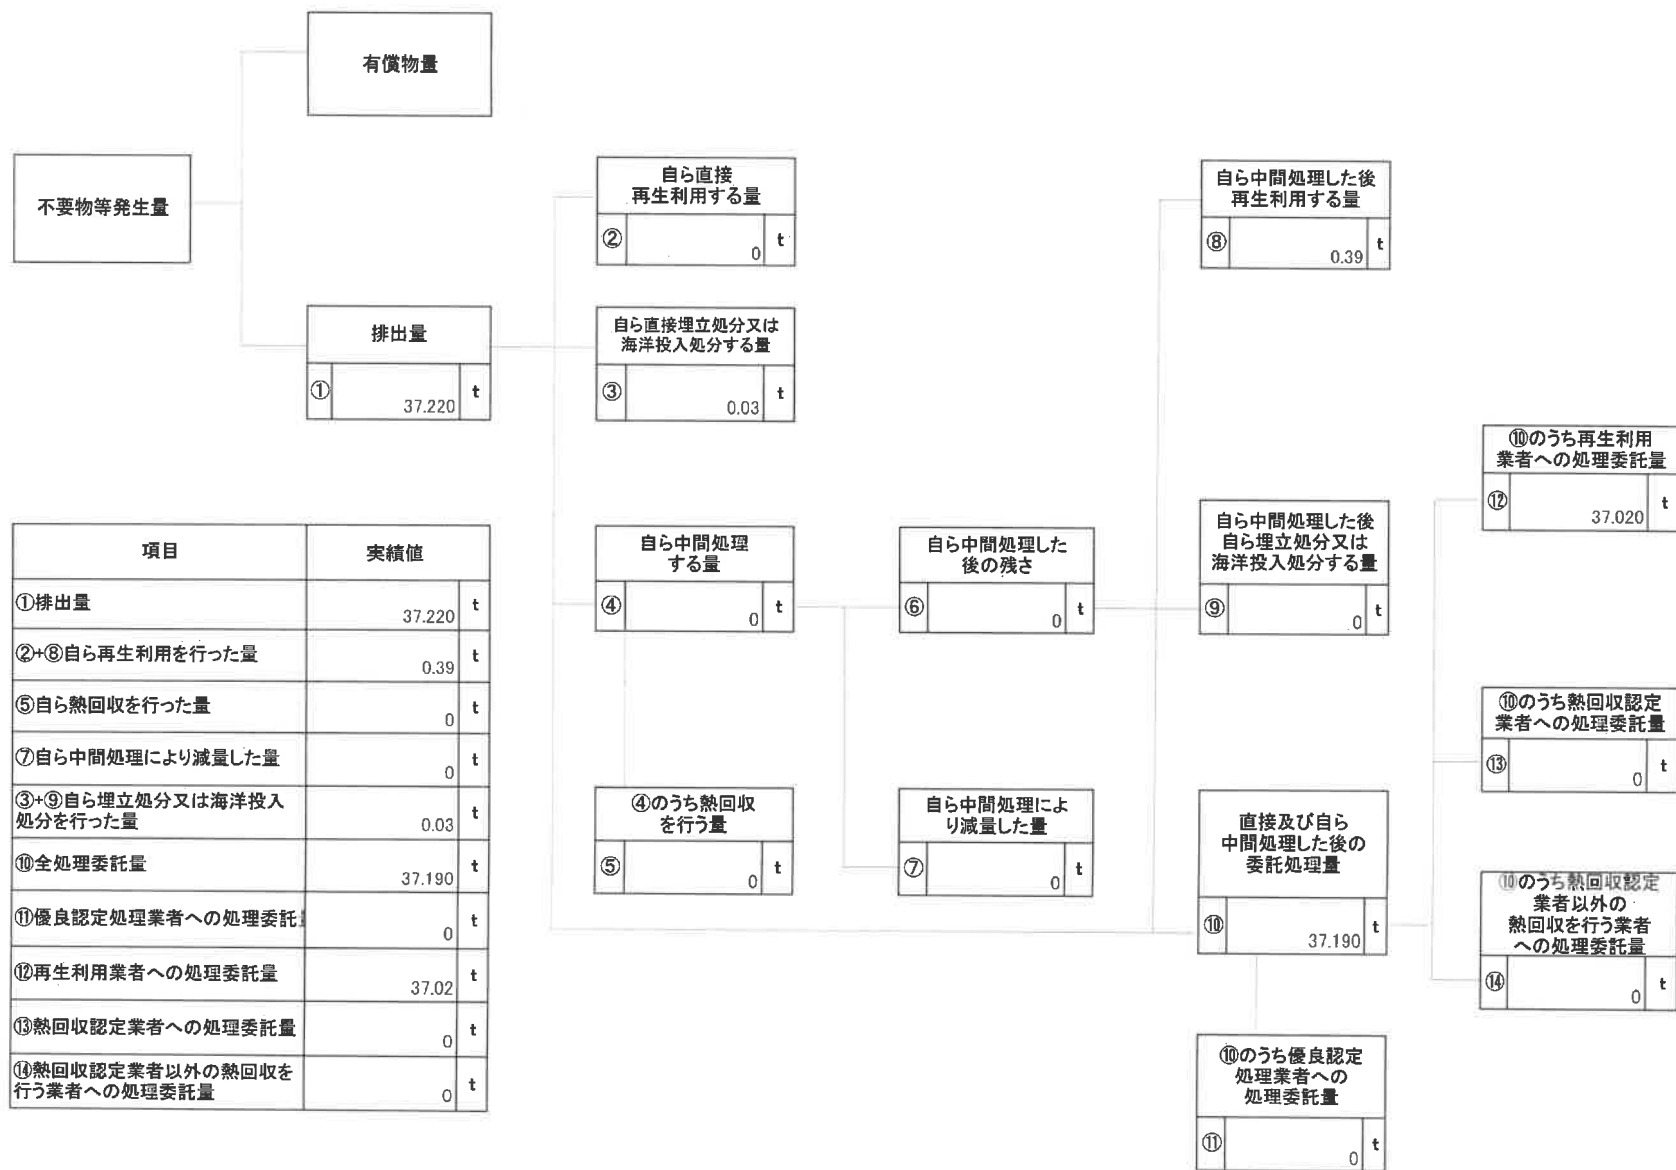 有償物量
不要物等発生量
排出量
① 37.220 t
自ら直接
再生利用する量
② 0 t
自ら直接埋立処分又は
海洋投入処分する量
③ 0.03 t
自ら中間処理
する量
④ 0 t
④のうち熱回収
を行う量
⑤ 0 t
自ら中間処理した
後の残さ
⑥ 0 t
自ら中間処理によ
り減量した量
⑦ 0 t
自ら中間処理した後
再生利用する量
⑧ 0.39 t
自ら中間処理した後
自ら埋立処分又は
海洋投入処分する量
⑨ 0 t
直接及び自ら
中間処理した後の
委託処理量
⑩ 37.190 t
⑩のうち優良認定
処理業者への
処理委託量
⑪ 0 t
⑩のうち再生利用
業者への処理委託量
⑫ 37.020 t
⑩のうち熱回収認定
業者への処理委託量
⑬ 0 t
⑩のうち熱回収認定
業者以外の
熱回収を行う業者
への処理委託量
⑭ 0 t
項目 実績値
①排出量 37.220 t
②+⑧自ら再生利用を行った量 0.39 t
⑤自ら熱回収を行った量 0 t
⑦自ら中間処理により減量した量 0 t
③+⑨自ら埋立処分又は海洋投入
処分を行った量 0.03 t
⑩全処理委託量 37.190 t
⑪優良認定処理業者への処理委託 0 t
⑫再生利用業者への処理委託量 37.02 t
⑬熱回収認定業者への処理委託量 0 t
⑭熱回収認定業者以外の熱回収を
行う業者への処理委託量 0 t